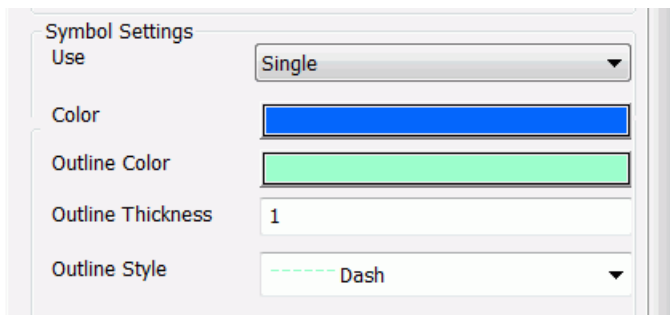 Symbol Settings
Use Single
Color
Outline Color
Outline Thickness 1
Outline Style Dash